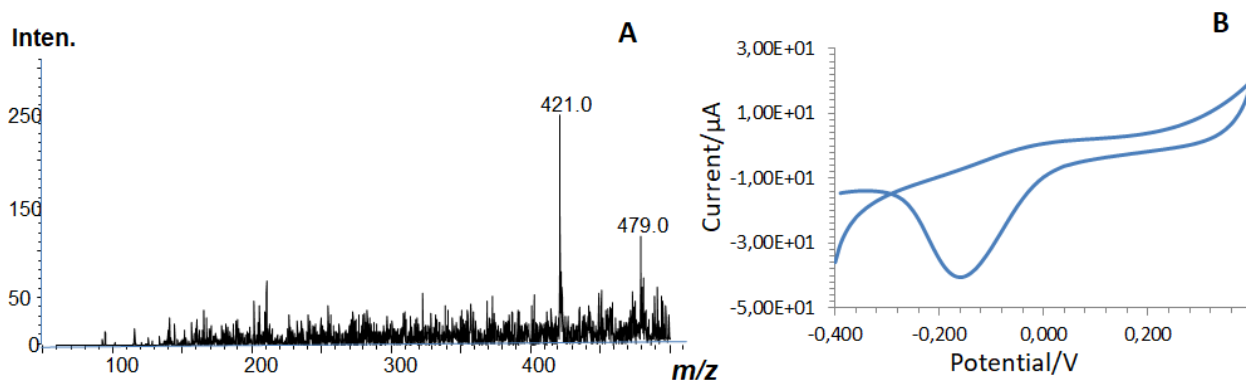 Inten.
A
250
150
50
0
421.0
479.0
100
200
300
400
m/z
B
3,00E+01
1,00E+01
-1,00E+01
-3,00E+01
-5,00E+01
Current/µA
-0,400
-0,200
0,000
0,200
Potential/V